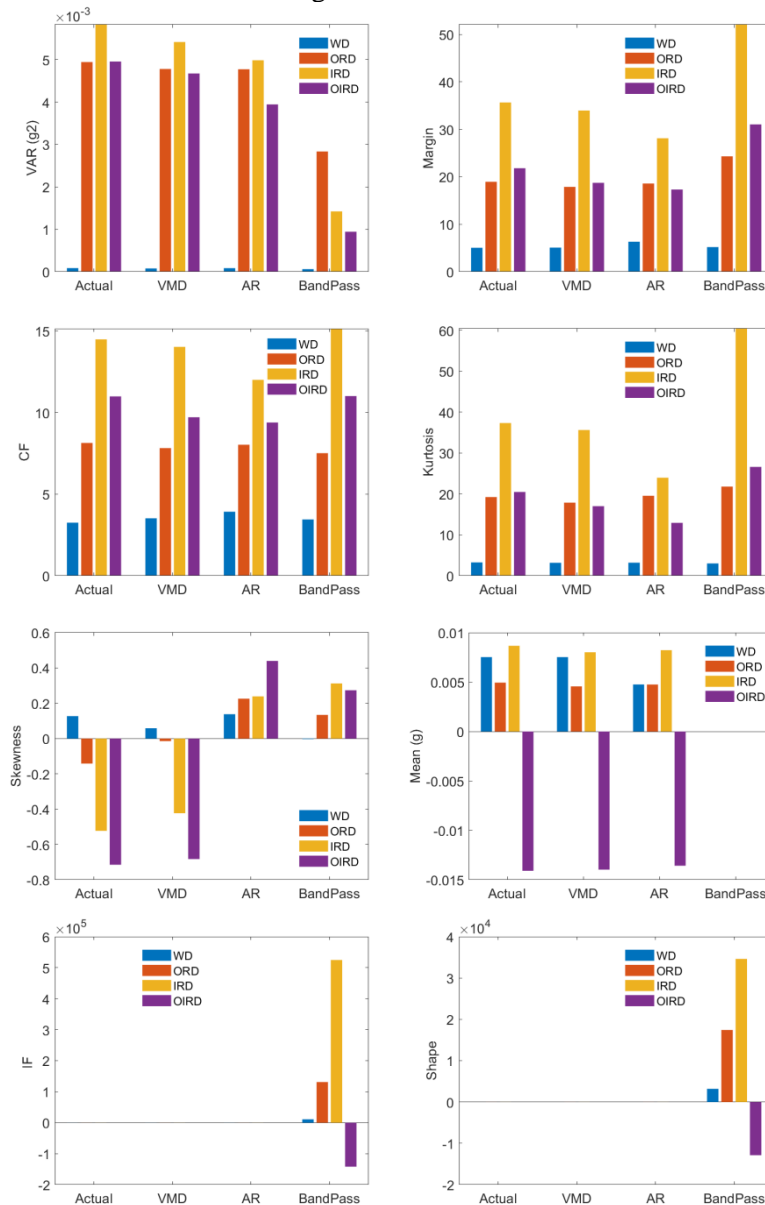 ×10⁻³
VAR (g2)
5
4
3
2
1
0
WD
ORD
IRD
OIRD
Actual VMD AR BandPass
Margin
50
40
30
20
10
0
WD
ORD
IRD
OIRD
Actual VMD AR BandPass
CF
15
10
5
0
WD
ORD
IRD
OIRD
Actual VMD AR BandPass
Kurtosis
60
50
40
30
20
10
0
WD
ORD
IRD
OIRD
Actual VMD AR BandPass
Skewness
0.6
0.4
0.2
0
-0.2
-0.4
-0.6
-0.8
WD
ORD
IRD
OIRD
Actual VMD AR BandPass
Mean (g)
0.01
0.005
0
-0.005
-0.01
-0.015
WD
ORD
IRD
OIRD
Actual VMD AR BandPass
×10⁵
IF
6
5
4
3
2
1
0
-1
-2
WD
ORD
IRD
OIRD
Actual VMD AR BandPass
×10⁴
Shape
4
3
2
1
0
-1
-2
WD
ORD
IRD
OIRD
Actual VMD AR BandPass